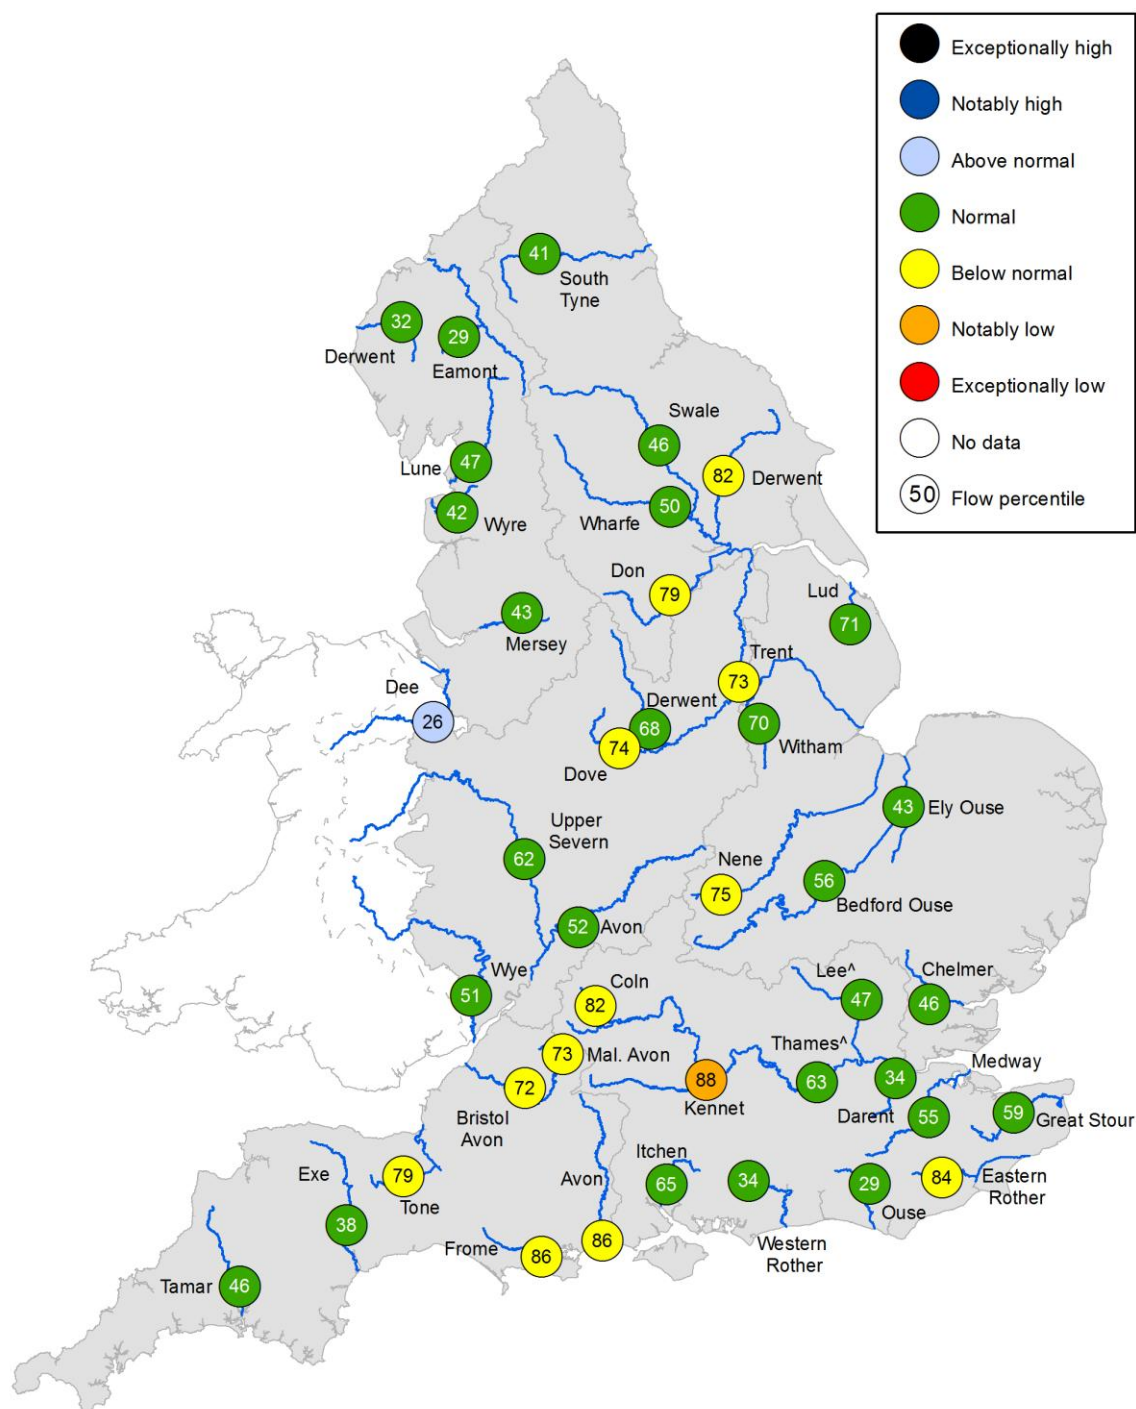 Exceptionally high
Notably high
Above normal
Normal
Below normal
Notably low
Exceptionally low
No data
50 Flow percentile
41
South
Tyne
32
Derwent
29
Eamont
Swale
46
Lune
47
82
Derwent
42
Wyre
Wharfe
50
Don
79
Lud
71
43
Mersey
Trent
73
Dee
26
Derwent
68
70
Witham
74
Dove
43
Ely Ouse
Upper
Severn
62
Nene
75
56
Bedford Ouse
52
Avon
Wye
51
Coln
82
Lee^
47
Chelmer
46
73
Mal. Avon
Thames^
63
34
Darent
Medway
55
88
Kennet
72
Bristol
Avon
59
Great Stour
Exe
38
79
Tone
Avon
86
Itchen
65
34
Western
Rother
29
Ouse
84
Eastern
Rother
Frome
86
Tamar
46